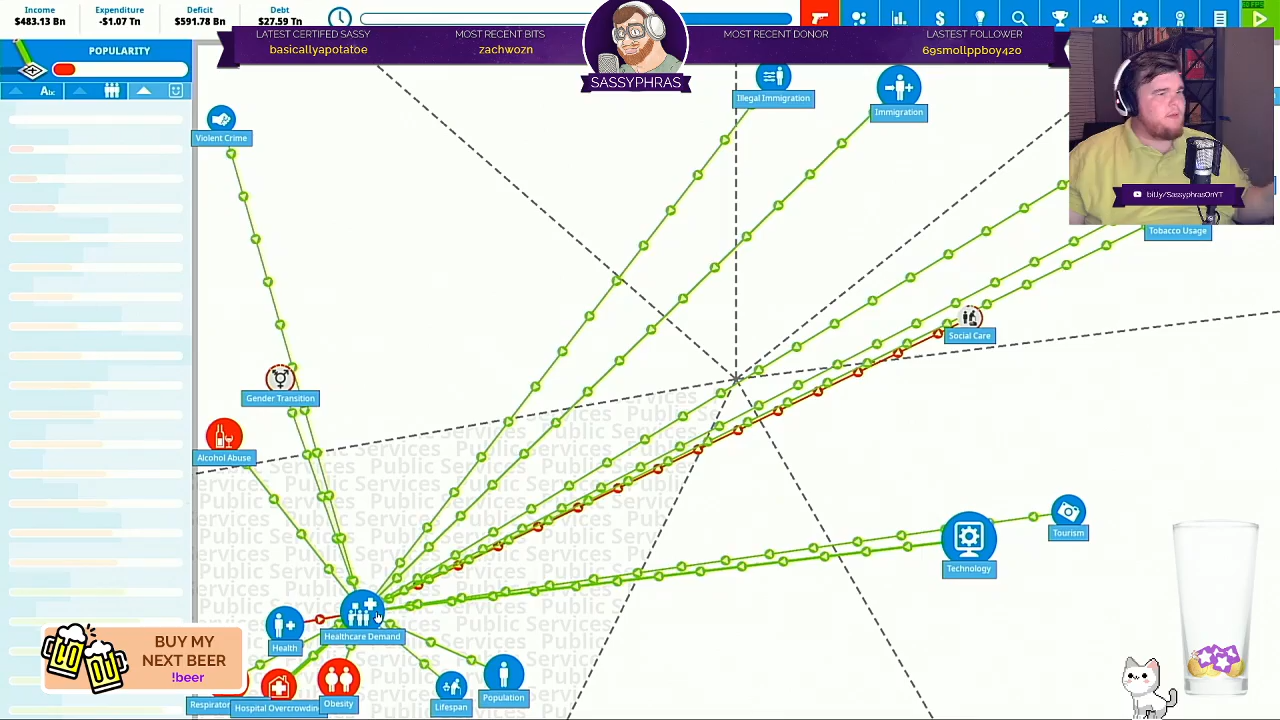 Income
$483.13 Bn
Expenditure
-$1.07 Tn
Deficit
$591.78 Bn
Debt
$27.59 Tn
LATEST CERTIFIED SASSY
basicallyapotatoe
MOST RECENT BITS
zachwozn
MOST RECENT DONOR
LASTEST FOLLOWER
69smollppboy420
SASSYPHRAS
POPULARITY
Violent Crime
Illegal Immigration
Immigration
bit.ly/SassyphrasOnYT
Tobacco Usage
Social Care
Gender Transition
Alcohol Abuse
Public Services
Tourism
Technology
Healthcare Demand
Health
BUY MY
NEXT BEER
!beer
Obesity
Lifespan
Population
Hospital Overcrowdin
Respirator